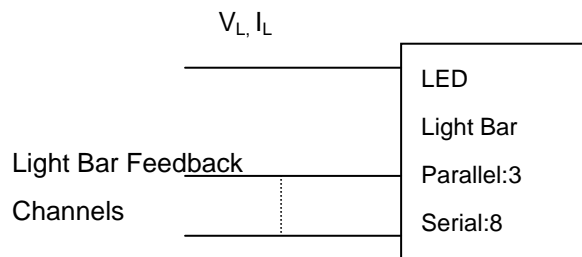 VL, IL
LED
Light Bar
Parallel:3
Serial:8
Light Bar Feedback
Channels